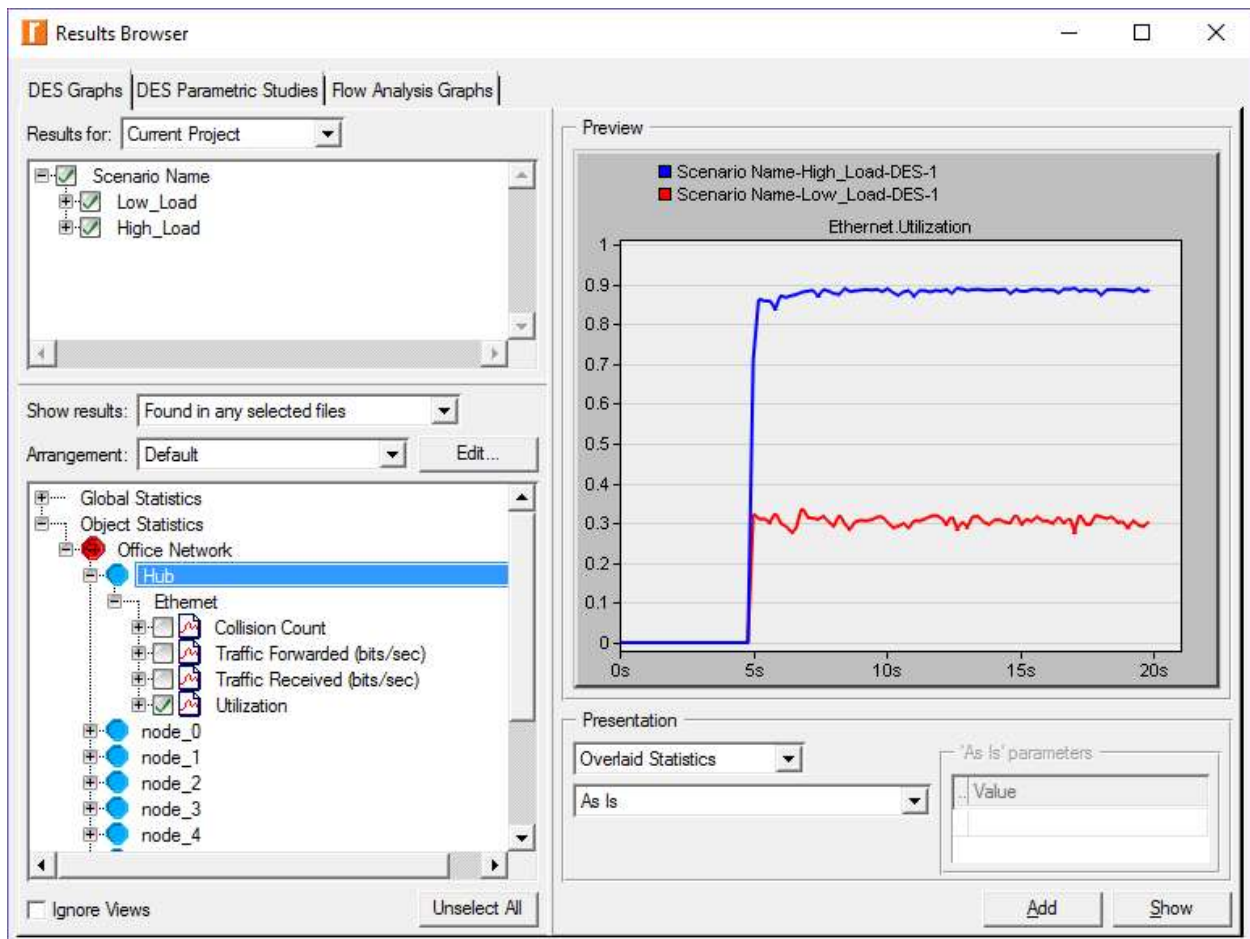 Results Browser
DES Graphs DES Parametric Studies Flow Analysis Graphs
Results for: Current Project
Scenario Name
Low_Load
High_Load
Show results: Found in any selected files
Arrangement: Default Edit...
Global Statistics
Object Statistics
Office Network
Hub
Ethernet
Collision Count
Traffic Forwarded (bits/sec)
Traffic Received (bits/sec)
Utilization
node_0
node_1
node_2
node_3
node_4
Ignore Views Unselect All
Preview
Scenario Name-High_Load-DES-1
Scenario Name-Low_Load-DES-1
Ethernet.Utilization
1
0.9
0.8
0.7
0.6
0.5
0.4
0.3
0.2
0.1
0
0s 5s 10s 15s 20s
Presentation
Overlaid Statistics
As Is
'As Is' parameters
.. Value
Add Show